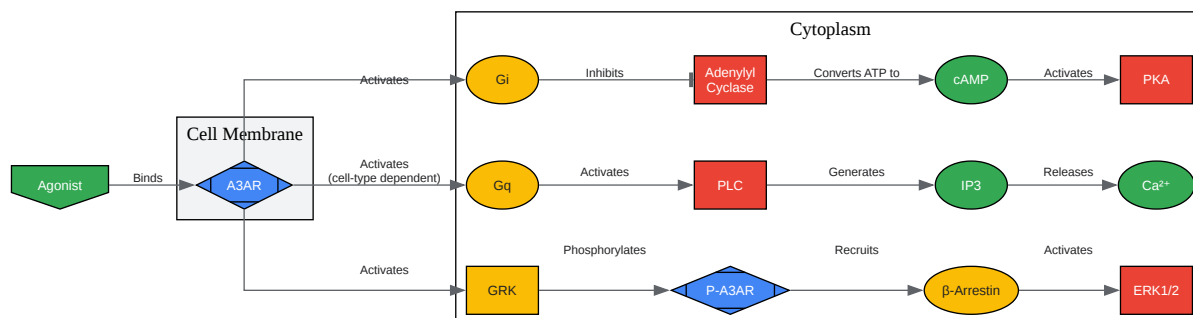 Cytoplasm
Activates
Gi
Inhibits
Adenylyl
Cyclase
Converts ATP to
cAMP
Activates
PKA
Cell Membrane
Agonist
Binds
A3AR
Activates
(cell-type dependent)
Gq
Activates
PLC
Generates
IP3
Releases
Ca²⁺
Activates
GRK
Phosphorylates
P-A3AR
Recruits
β-Arrestin
Activates
ERK1/2